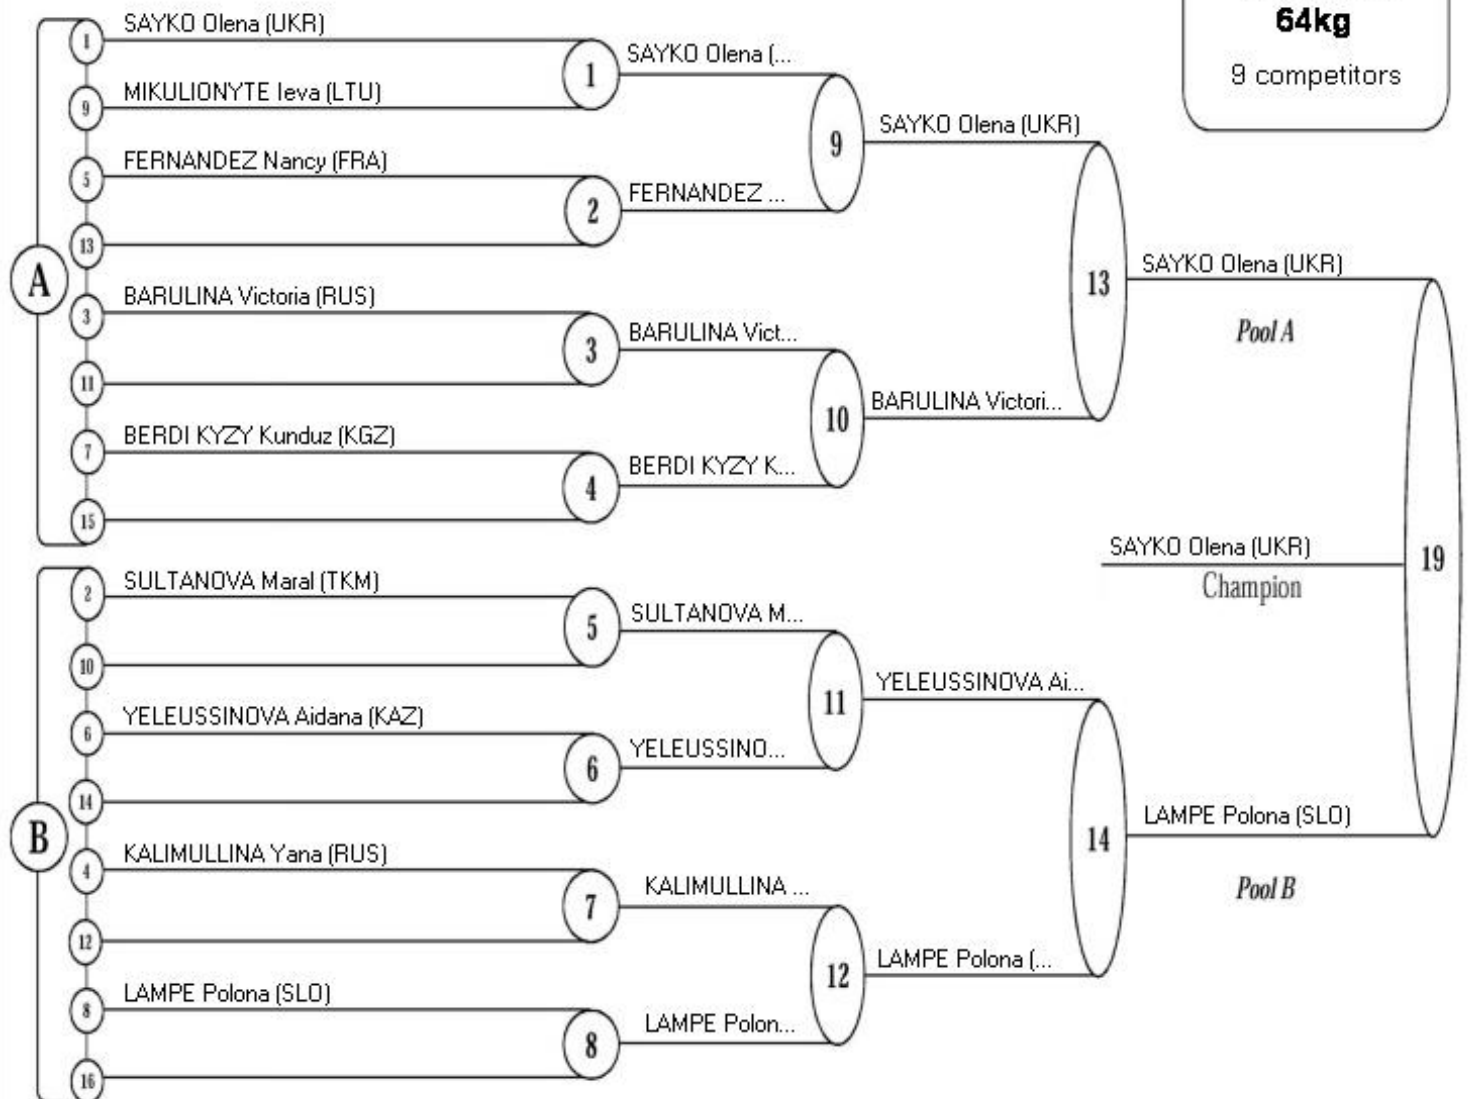 64kg
9 competitors
A
1
SAYKO Olena (UKR)
9
MIKULIONYTE Ieva (LTU)
5
FERNANDEZ Nancy (FRA)
13
3
BARULINA Victoria (RUS)
11
7
BERDI KYZY Kunduz (KGZ)
15
B
2
SULTANOVA Maral (TKM)
10
6
YELEUSSINOVA Aidana (KAZ)
14
4
KALIMULLINA Yana (RUS)
12
8
LAMPE Polona (SLO)
16
1
SAYKO Olena (...
2
FERNANDEZ ...
3
BARULINA Vict...
4
BERDI KYZY K...
5
SULTANOVA M...
6
YELEUSSINO...
7
KALIMULLINA ...
8
LAMPE Polon...
9
SAYKO Olena (UKR)
10
BARULINA Victori...
11
YELEUSSINOVA Ai...
12
LAMPE Polona (...
13
SAYKO Olena (UKR)
Pool A
14
LAMPE Polona (SLO)
Pool B
19
SAYKO Olena (UKR)
Champion